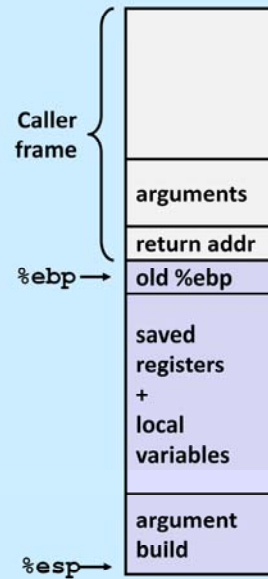 Caller
frame
arguments
return addr
%ebp
old %ebp
saved
registers
+
local
variables
argument
build
%esp